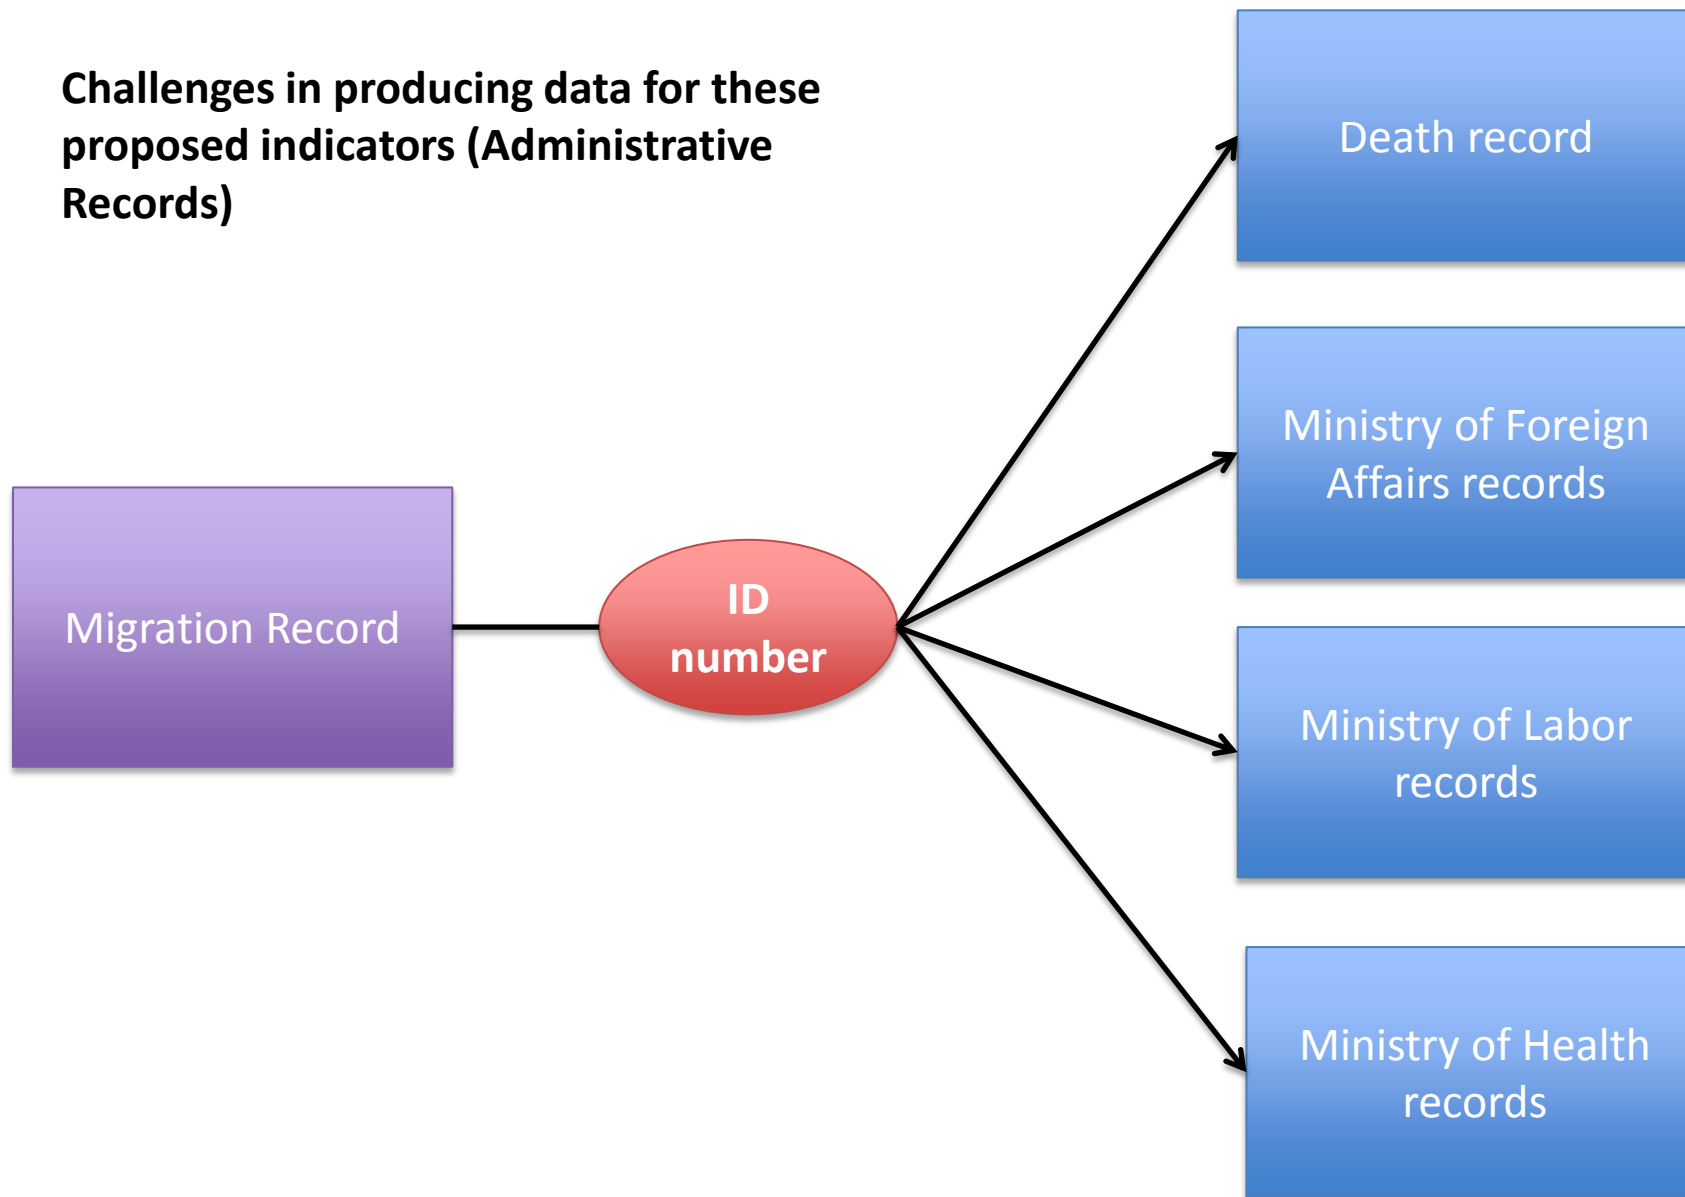 Challenges in producing data for these
proposed indicators (Administrative
Records)
Death record
Ministry of Foreign
Affairs records
Migration Record
ID
number
Ministry of Labor
records
Ministry of Health
records